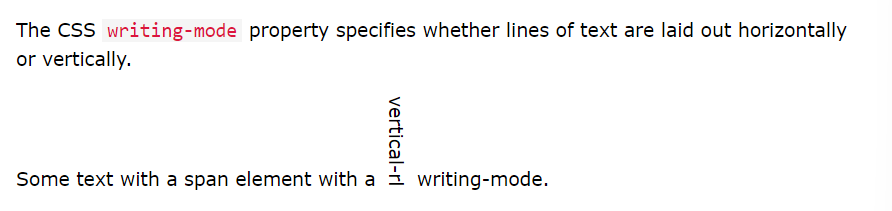 The CSS writing-mode property specifies whether lines of text are laid out horizontally
or vertically.
Some text with a span element with a vertical-rl writing-mode.